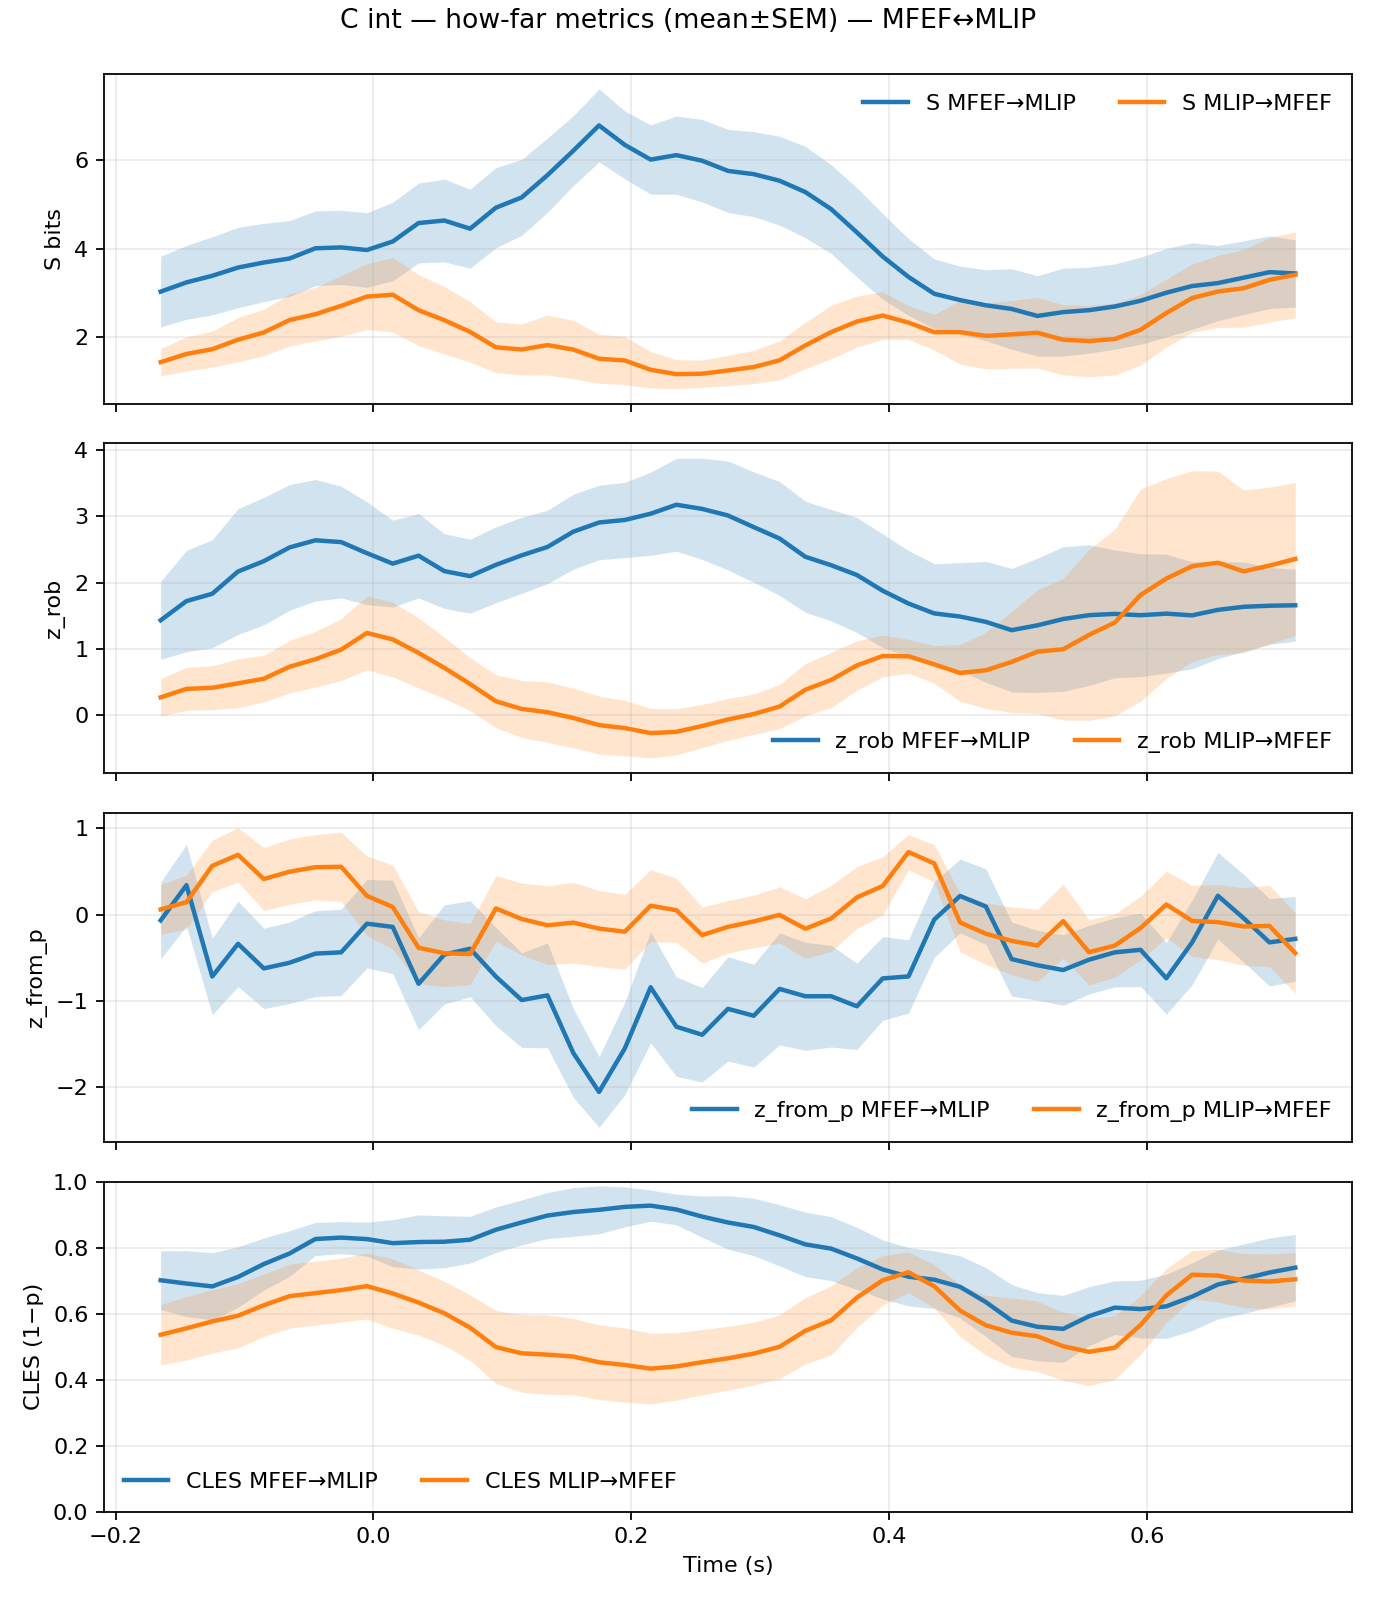 C int — how-far metrics (mean±SEM) — MFEF↔MLIP
S bits
6
4
2
S MFEF→MLIP
S MLIP→MFEF
z_rob
4
3
2
1
0
z_rob MFEF→MLIP
z_rob MLIP→MFEF
z_from_p
1
0
−1
−2
z_from_p MFEF→MLIP
z_from_p MLIP→MFEF
CLES (1−p)
1.0
0.8
0.6
0.4
0.2
0.0
CLES MFEF→MLIP
CLES MLIP→MFEF
−0.2
0.0
0.2
0.4
0.6
Time (s)